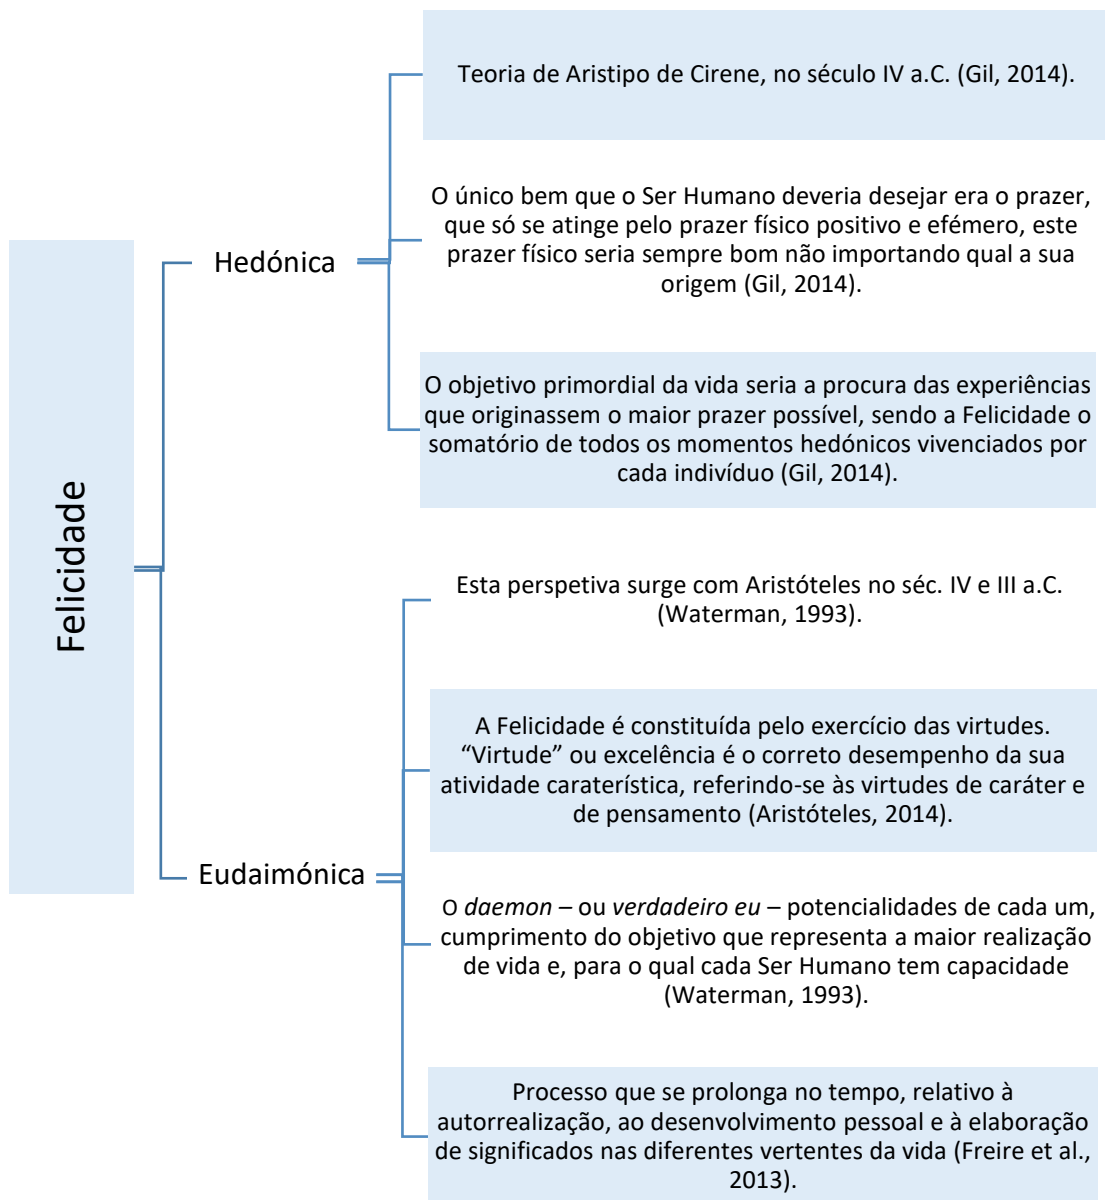 Felicidade
Hedónica
Teoria de Aristipo de Cirene, no século IV a.C. (Gil, 2014).
O único bem que o Ser Humano deveria desejar era o prazer,
que só se atinge pelo prazer físico positivo e efémero, este
prazer físico seria sempre bom não importando qual a sua
origem (Gil, 2014).
O objetivo primordial da vida seria a procura das experiências
que originassem o maior prazer possível, sendo a Felicidade o
somatório de todos os momentos hedónicos vivenciados por
cada indivíduo (Gil, 2014).
Eudaimónica
Esta perspetiva surge com Aristóteles no séc. IV e III a.C.
(Waterman, 1993).
A Felicidade é constituída pelo exercício das virtudes.
“Virtude” ou excelência é o correto desempenho da sua
atividade caraterística, referindo-se às virtudes de caráter e
de pensamento (Aristóteles, 2014).
O daemon – ou verdadeiro eu – potencialidades de cada um,
cumprimento do objetivo que representa a maior realização
de vida e, para o qual cada Ser Humano tem capacidade
(Waterman, 1993).
Processo que se prolonga no tempo, relativo à
autorrealização, ao desenvolvimento pessoal e à elaboração
de significados nas diferentes vertentes da vida (Freire et al.,
2013).